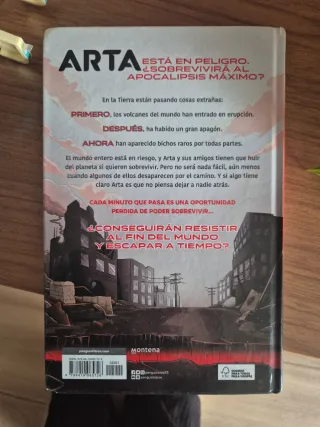 ARTA ESTÁ EN PELIGRO.
¿SOBREVIVIRÁ AL
APOCALIPSIS MÁXIMO?
En la Tierra están pasando cosas extrañas:
PRIMERO, los volcanes del mundo han entrado en erupción.
DESPUÉS, ha habido un gran apagón.
AHORA han aparecido bichos raros por todas partes.
El mundo entero está en riesgo, y Arta y sus amigos tienen que huir
del planeta si quieren sobrevivir. Pero no será nada fácil, aún menos
cuando algunos de ellos desaparecen por el camino. Y si algo tiene
claro Arta es que no piensa dejar a nadie atrás.
CADA MINUTO QUE PASA ES UNA OPORTUNIDAD
PERDIDA DE PODER SOBREVIVIR...
¿CONSEGUIRÁN RESISTIR
AL FIN DEL MUNDO
Y ESCAPAR A TIEMPO?
montena
FSC